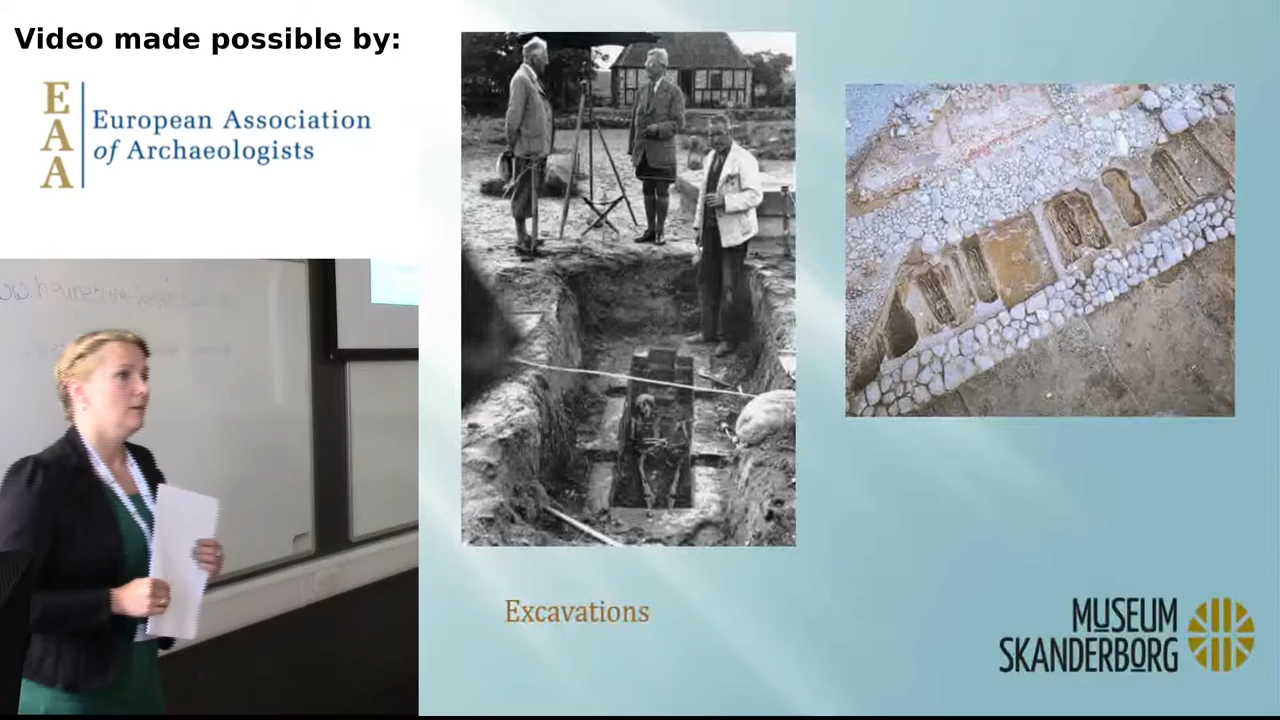 Video made possible by:
EAA
European Association
of Archaeologists
Excavations
MUSEUM
SKANDERBORG